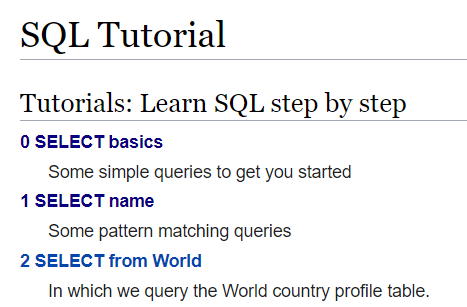 SQL Tutorial
Tutorials: Learn SQL step by step
0 SELECT basics
Some simple queries to get you started
1 SELECT name
Some pattern matching queries
2 SELECT from World
In which we query the World country profile table.